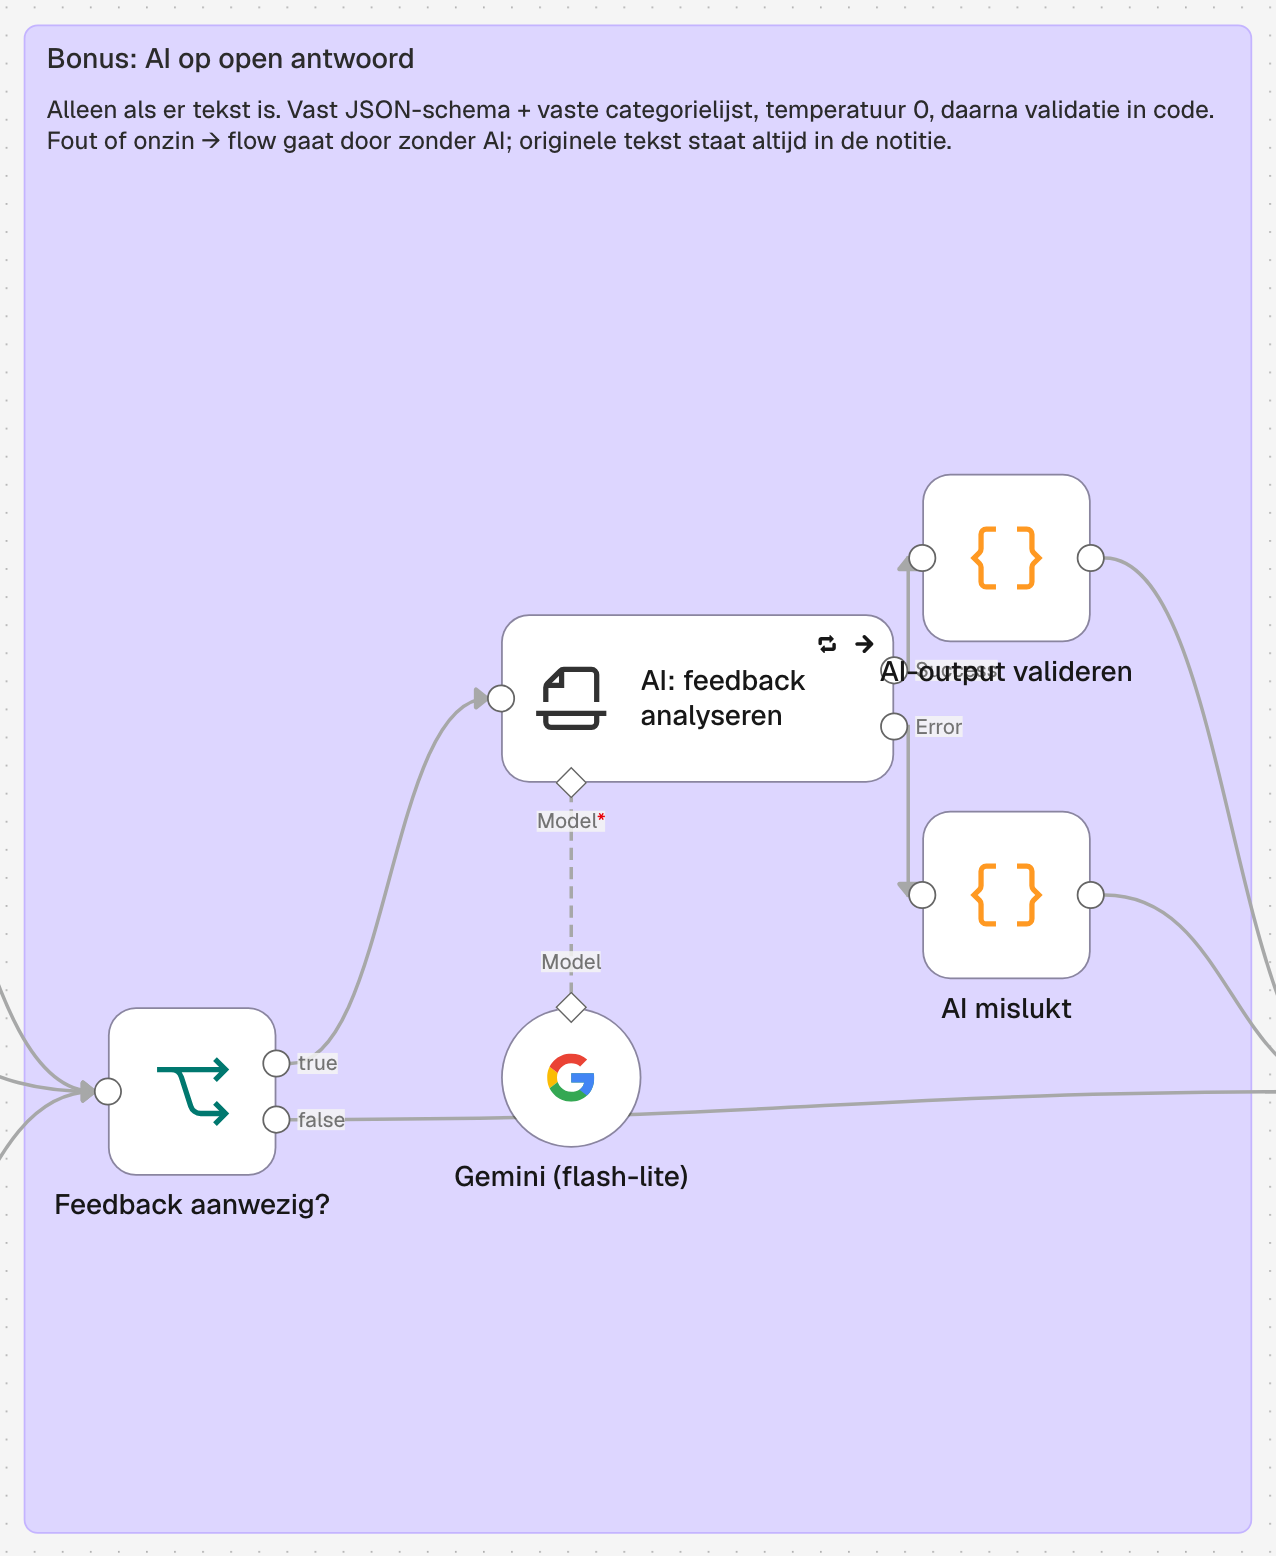 Bonus: AI op open antwoord
Alleen als er tekst is. Vast JSON-schema + vaste categorielijst, temperatuur 0, daarna validatie in code.
Fout of onzin → flow gaat door zonder AI; originele tekst staat altijd in de notitie.
AI: feedback
analyseren
Success
AI-output valideren
Error
Model*
Model
AI mislukt
true
false
Gemini (flash-lite)
Feedback aanwezig?